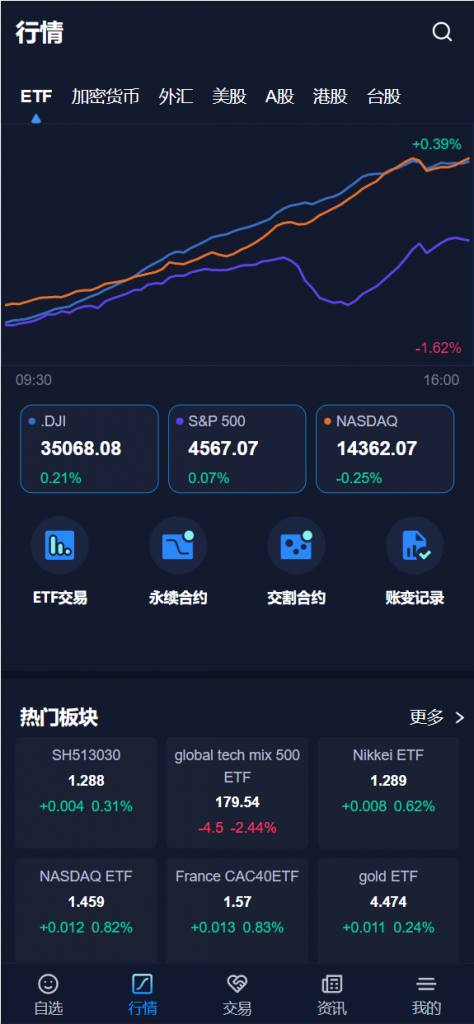 行情
ETF 加密货币 外汇 美股 A股 港股 台股
+0.39%
-1.62%
09:30 16:00
.DJI S&P 500 NASDAQ
35068.08 4567.07 14362.07
0.21% 0.07% -0.25%
ETF交易 永续合约 交割合约 账变记录
热门板块 更多
SH513030
1.288
+0.004 0.31%
global tech mix 500
ETF
179.54
-4.5 -2.44%
Nikkei ETF
1.289
+0.008 0.62%
NASDAQ ETF
1.459
+0.012 0.82%
France CAC40ETF
1.57
+0.013 0.83%
gold ETF
4.474
+0.011 0.24%
自选 行情 交易 资讯 我的